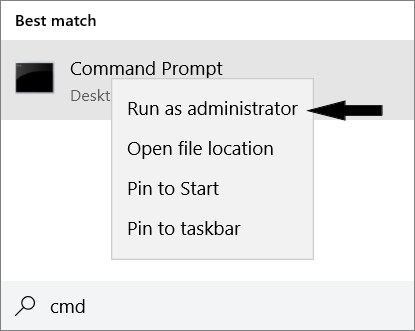 Best match
Command Prompt
Deskt
Run as administrator
Open file location
Pin to Start
Pin to taskbar
cmd